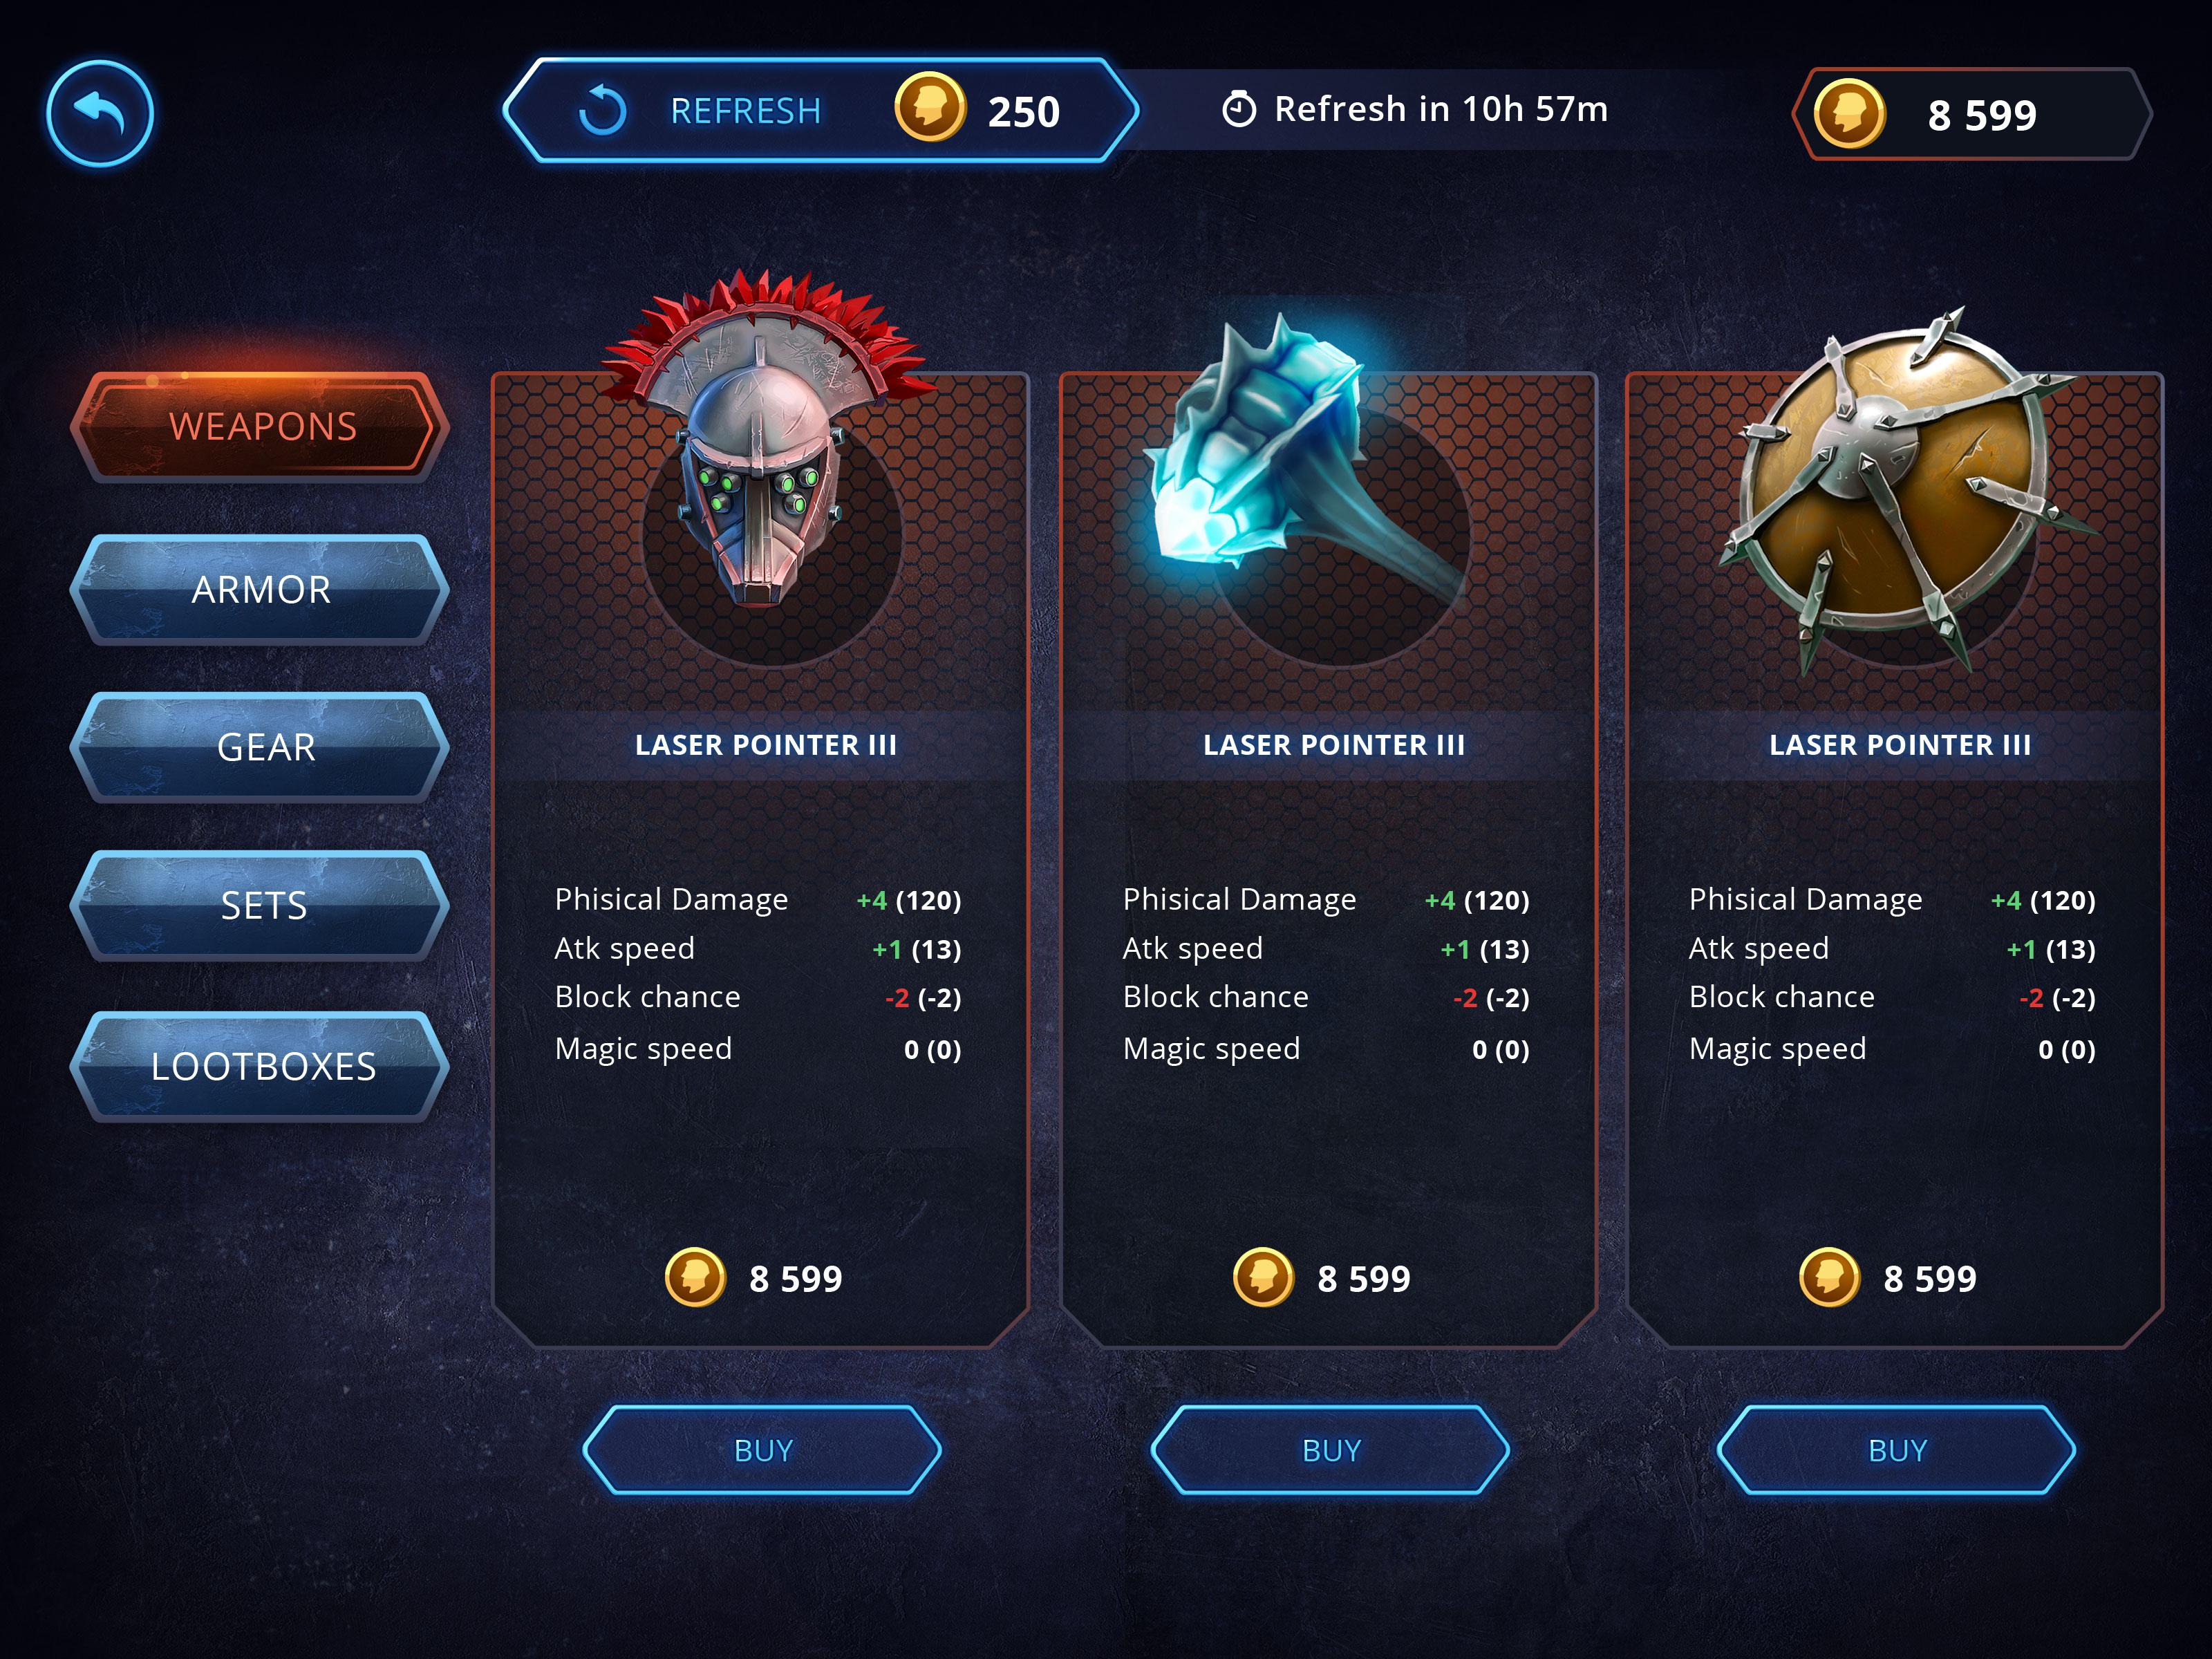 REFRESH 250
Refresh in 10h 57m
8 599
WEAPONS
ARMOR
GEAR
SETS
LOOTBOXES
LASER POINTER III
Phisical Damage +4 (120)
Atk speed +1 (13)
Block chance -2 (-2)
Magic speed 0 (0)
8 599
BUY
LASER POINTER III
Phisical Damage +4 (120)
Atk speed +1 (13)
Block chance -2 (-2)
Magic speed 0 (0)
8 599
BUY
LASER POINTER III
Phisical Damage +4 (120)
Atk speed +1 (13)
Block chance -2 (-2)
Magic speed 0 (0)
8 599
BUY